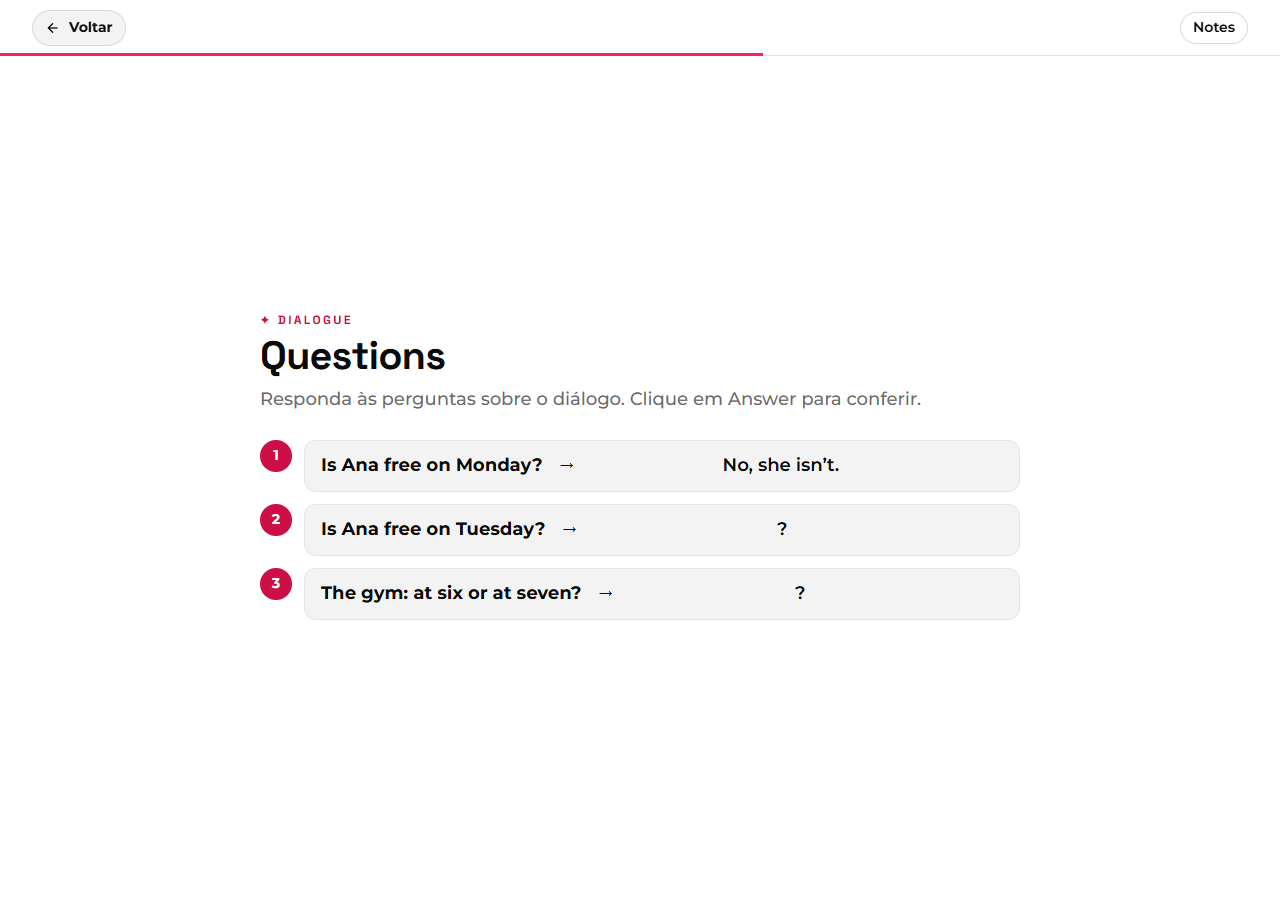 ← Voltar
Notes
✦ DIALOGUE
Questions
Responda às perguntas sobre o diálogo. Clique em Answer para conferir.
1 Is Ana free on Monday? → No, she isn’t.
2 Is Ana free on Tuesday? → ?
3 The gym: at six or at seven? → ?